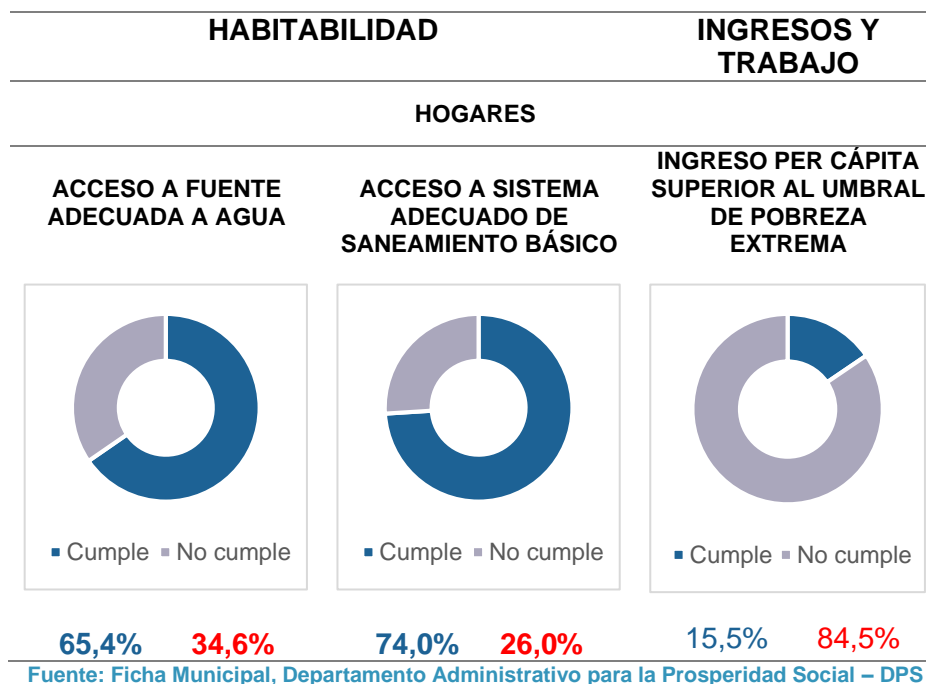 HABITABILIDAD
INGRESOS Y
TRABAJO
HOGARES
ACCESO A FUENTE
ADECUADA A AGUA
ACCESO A SISTEMA
ADECUADO DE
SANEAMIENTO BÁSICO
INGRESO PER CÁPITA
SUPERIOR AL UMBRAL
DE POBREZA
EXTREMA
Cumple No cumple
Cumple No cumple
Cumple No cumple
65,4% 34,6%
74,0% 26,0%
15,5% 84,5%
Fuente: Ficha Municipal, Departamento Administrativo para la Prosperidad Social – DPS